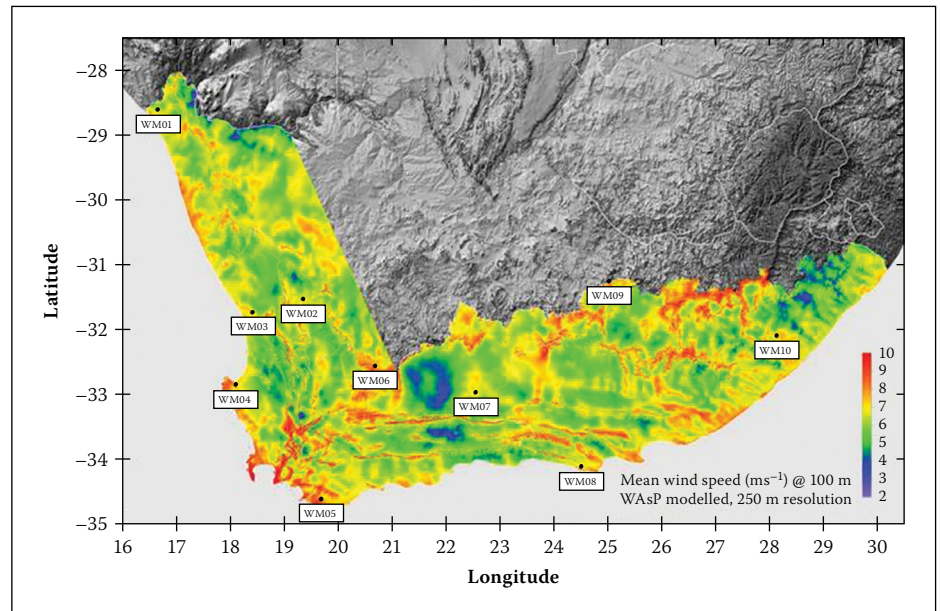 −28
−29
−30
−31
−32
−33
−34
−35
Latitude
16 17 18 19 20 21 22 23 24 25 26 27 28 29 30
Longitude
WM01
WM02
WM03
WM04
WM05
WM06
WM07
WM08
WM09
WM10
10
9
8
7
6
5
4
3
2
Mean wind speed (ms⁻¹) @ 100 m
WAsP modelled, 250 m resolution